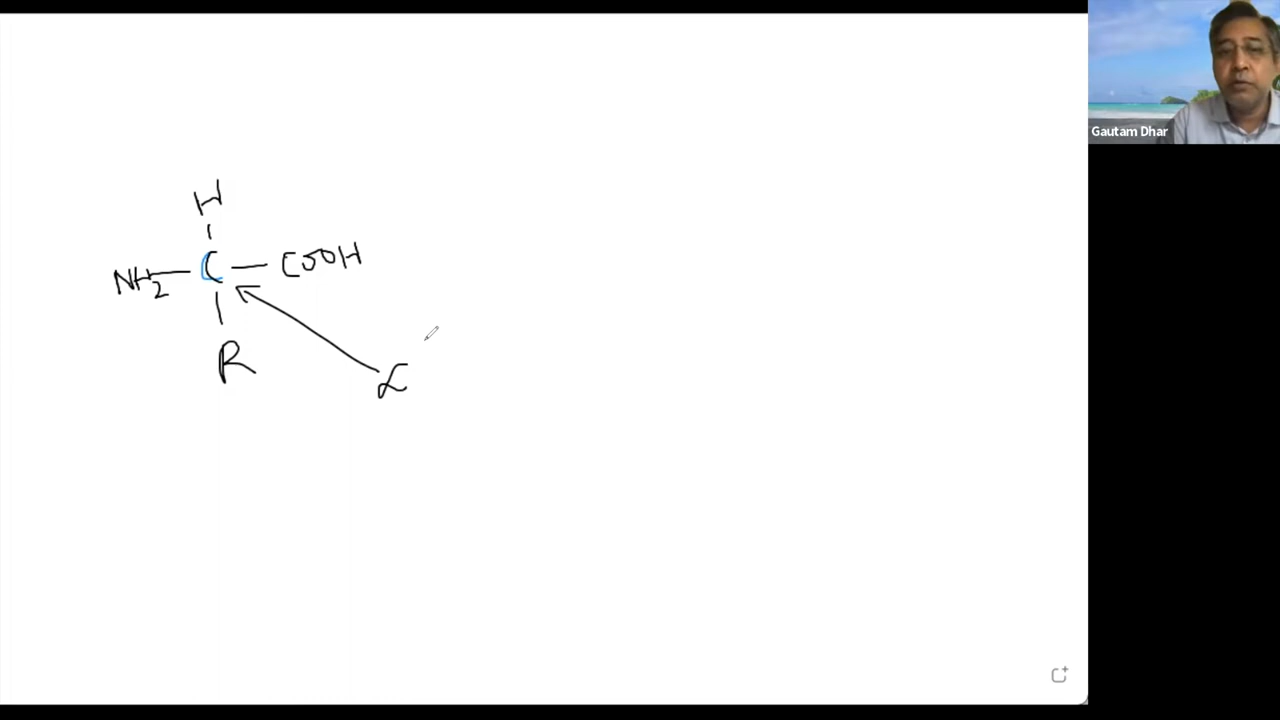 Gautam Dhar
H
NH2 — C — COOH
R
α